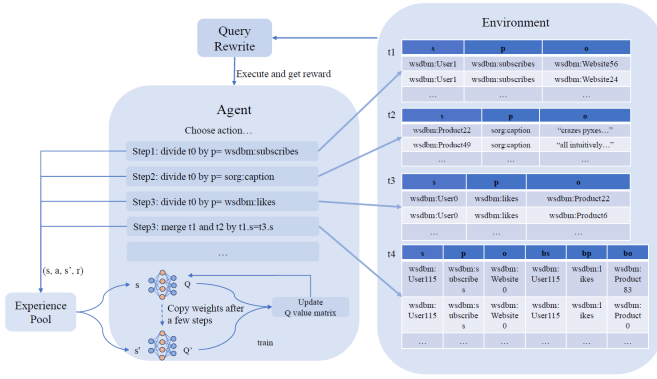 Query
Rewrite
Execute and get reward
Agent
Choose action…
Step1: divide t0 by p= wsdbm:subscribes
Step2: divide t0 by p= sorg:caption
Step3: divide t0 by p= wsdbm:likes
Step3: merge t1 and t2 by t1.s=t3.s
…
(s, a, s’, r)
Experience
Pool
s
Q
Copy weights after
a few steps
s’
Q’
Update
Q value matrix
train
Environment
t1
s p o
wsdbm:User1 wsdbm:subscribes wsdbm:Website56
wsdbm:User1 wsdbm:subscribes wsdbm:Website24
… … …
t2
s p o
wsdbm:Product22 sorg:caption “crazes pyxes…”
wsdbm:Product49 sorg:caption “all intuitively…”
… … …
t3
s p o
wsdbm:User0 wsdbm:likes wsdbm:Product22
wsdbm:User0 wsdbm:likes wsdbm:Product6
… … …
t4
s p o bs bp bo
wsdbm: wsdbm:s wsdbm: wsdbm: wsdbm:l wsdbm:
User115 ubscribe Website User115 ikes Product
s 0 83
wsdbm: wsdbm:s wsdbm: wsdbm: wsdbm:l wsdbm:
User115 ubscribe Website User115 ikes Product
s 0 0
… … … … … …